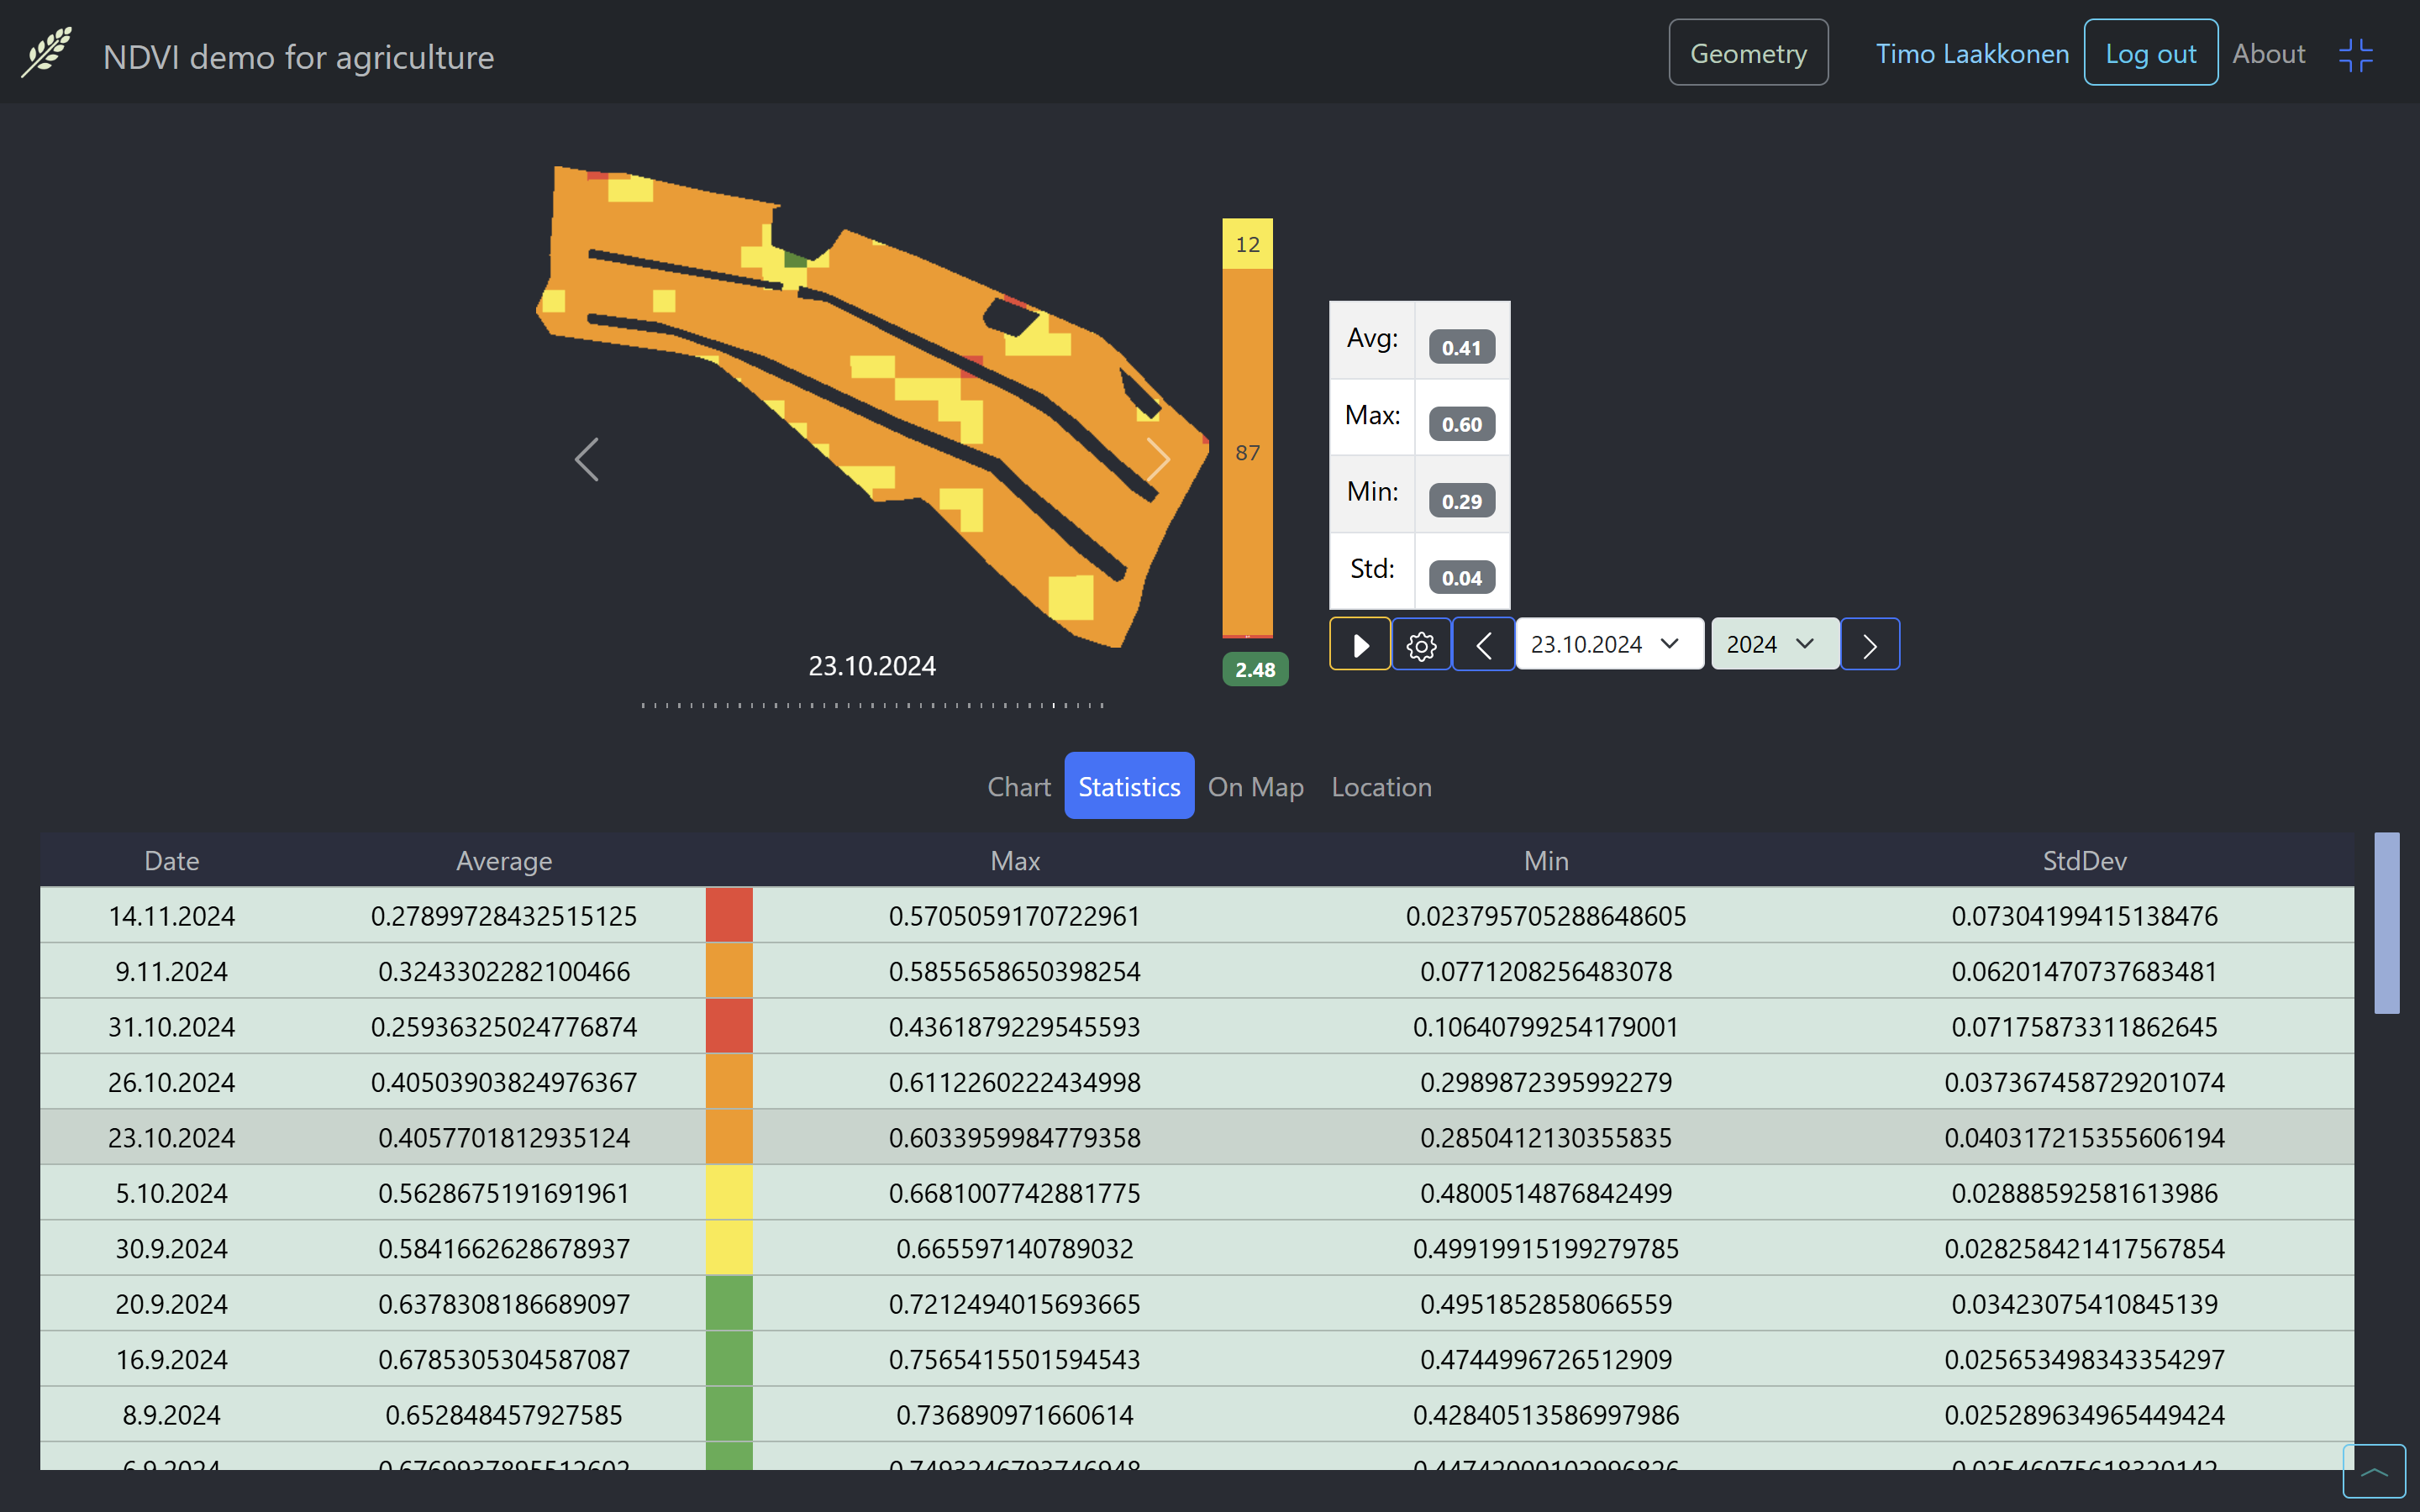 NDVI demo for agriculture
Geometry
Timo Laakkonen
Log out
About
12
87
2.48
Avg: 0.41
Max: 0.60
Min: 0.29
Std: 0.04
23.10.2024 2024
23.10.2024
Chart Statistics On Map Location
Date Average Max Min StdDev
14.11.2024 0.27899728432515125 0.5705059170722961 0.023795705288648605 0.07304199415138476
9.11.2024 0.3243302282100466 0.5855658650398254 0.0771208256483078 0.06201470737683481
31.10.2024 0.25936325024776874 0.4361879229545593 0.10640799254179001 0.07175873311862645
26.10.2024 0.40503903824976367 0.6112260222434998 0.2989872395992279 0.037367458729201074
23.10.2024 0.4057701812935124 0.6033959984779358 0.2850412130355835 0.040317215355606194
5.10.2024 0.5628675191691961 0.6681007742881775 0.4800514876842499 0.02888592581613986
30.9.2024 0.5841662628678937 0.665597140789032 0.49919915199279785 0.028258421417567854
20.9.2024 0.6378308186689097 0.7212494015693665 0.4951852858066559 0.03423075410845139
16.9.2024 0.6785305304587087 0.7565415501594543 0.4744996726512909 0.025653498343354297
8.9.2024 0.652848457927585 0.736890971660614 0.42840513586997986 0.025289634965449424
6.9.2024